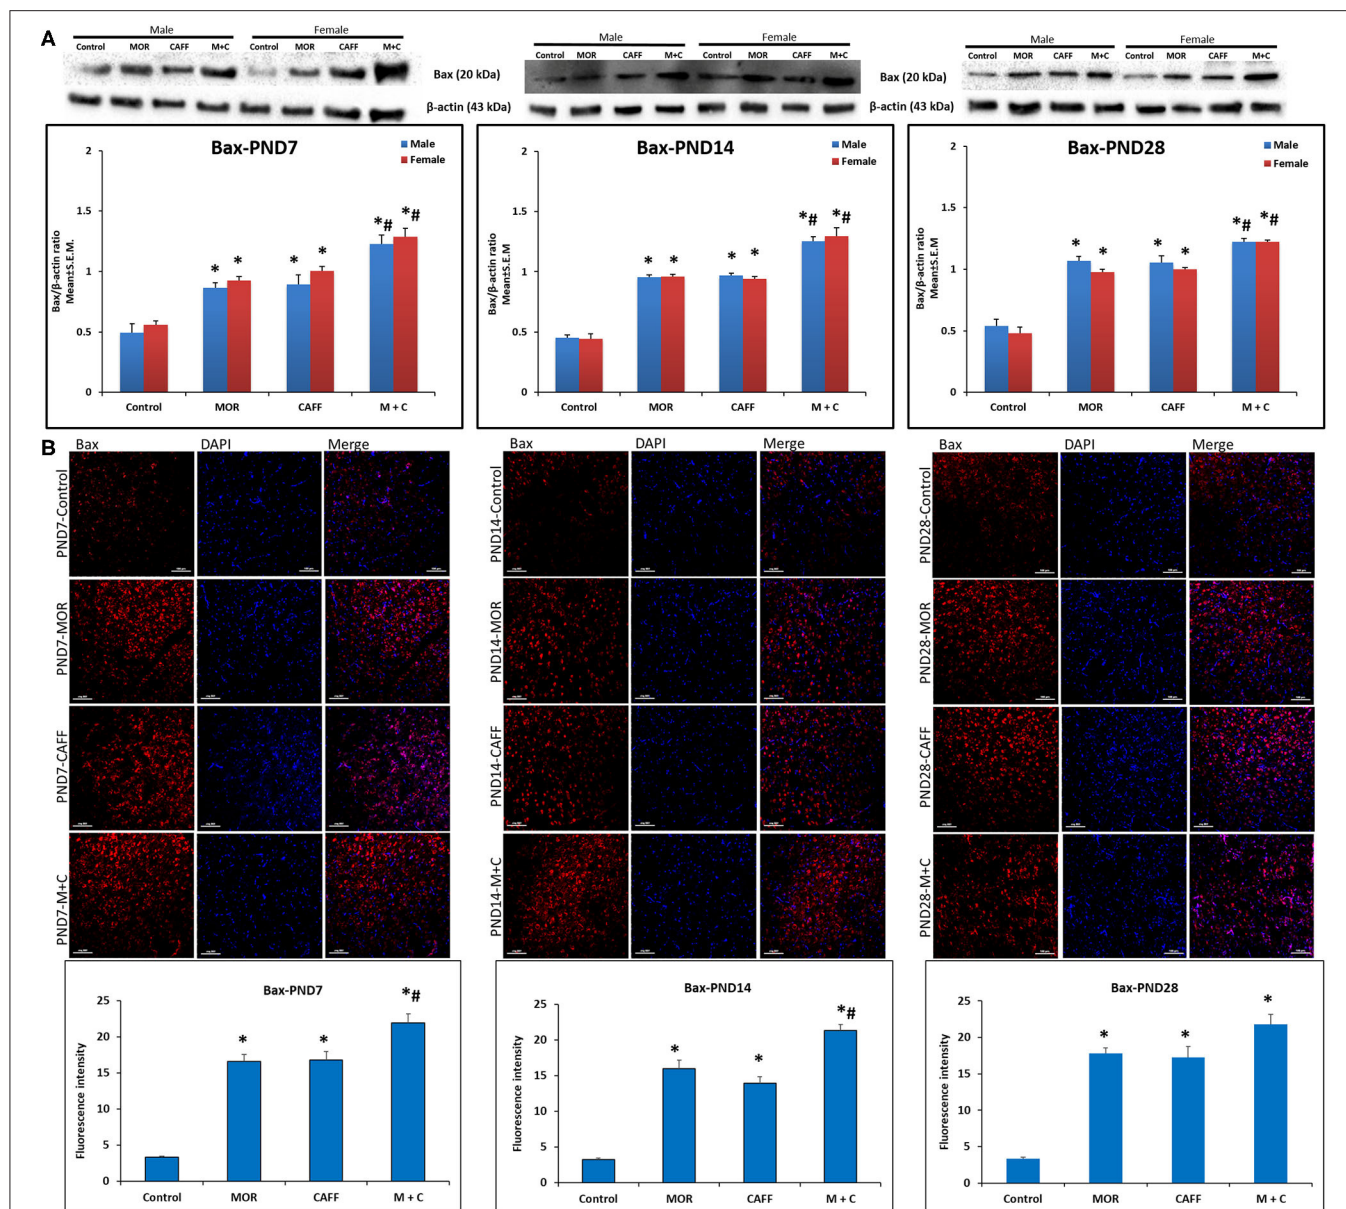 A
Male Female
Control MOR CAFF M+C Control MOR CAFF M+C
Male Female
Control MOR CAFF M+C Control MOR CAFF M+C
Male Female
Control MOR CAFF M+C Control MOR CAFF M+C
Bax (20 kDa)
Bax (20 kDa)
β-actin (43 kDa)
β-actin (43 kDa)
Bax-PND7
Male
Female
Bax/β-actin ratio
Mean±S.E.M.
2
1.5
1
0.5
0
* * * * *# *#
Control MOR CAFF M + C
Bax-PND14
Male
Female
Bax/β-actin ratio
Mean±S.E.M
2
1.5
1
0.5
0
* * * * *# *#
Control MOR CAFF M + C
Bax-PND28
Male
Female
Bax/β-actin ratio
Mean±S.E.M
2
1.5
1
0.5
0
* * * * *# *#
Control MOR CAFF M + C
B
Bax DAPI Merge
PND7-Control
PND7-MOR
PND7-CAFF
PND7-M+C
Bax DAPI Merge
PND14-Control
PND14-MOR
PND14-CAFF
PND14-M+C
Bax DAPI Merge
PND28-Control
PND28-MOR
PND28-CAFF
PND28-M+C
Bax-PND7
Fluorescence intensity
25
20
15
10
5
0
* * *#
Control MOR CAFF M + C
Bax-PND14
Fluorescence intensity
25
20
15
10
5
0
* * *#
Control MOR CAFF M + C
Bax-PND28
Fluorescence intensity
25
20
15
10
5
0
* * *
Control MOR CAFF M + C